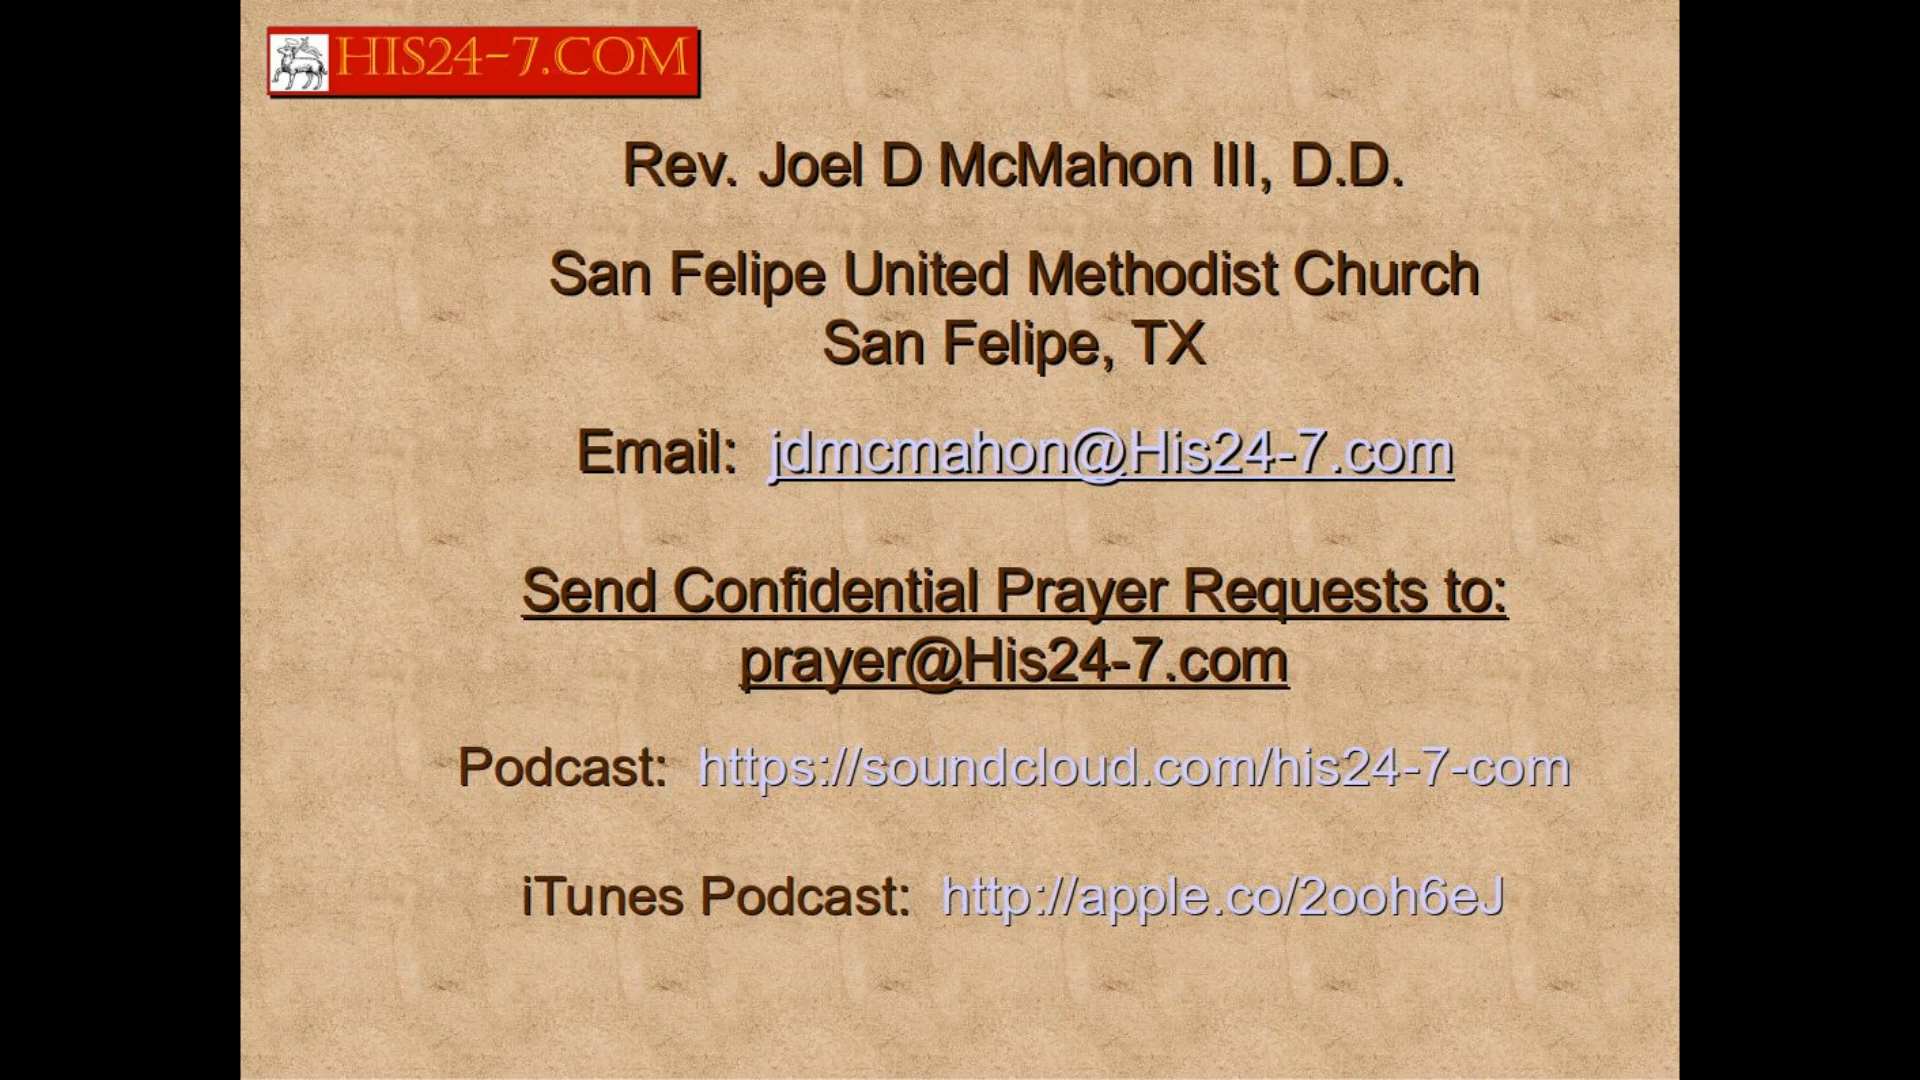 HIS24-7.COM
Rev. Joel D McMahon III, D.D.
San Felipe United Methodist Church
San Felipe, TX
Email: jdmcmahon@His24-7.com
Send Confidential Prayer Requests to:
prayer@His24-7.com
Podcast: https://soundcloud.com/his24-7-com
iTunes Podcast: http://apple.co/2ooh6eJ